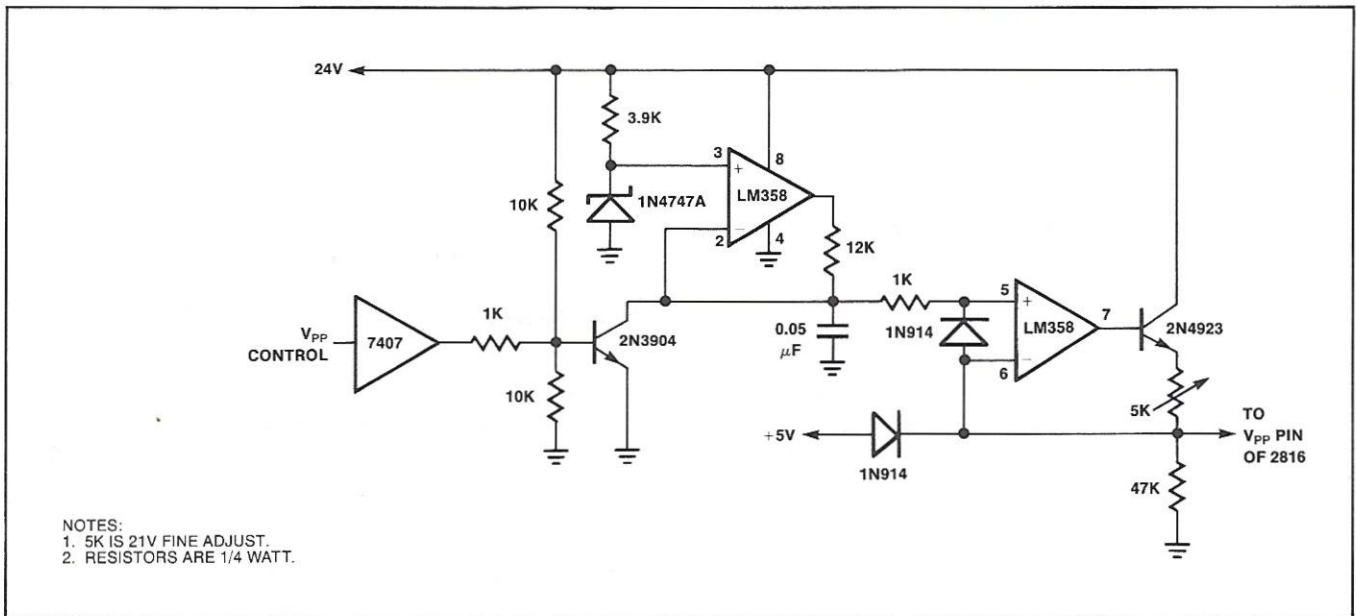 24V
3.9K
3
8
+
LM358
1N4747A
10K
−
2
4
12K
1K
5
+
7
1K
1N914
LM358
2N4923
V_PP
CONTROL
7407
2N3904
0.05
μF
−
6
5K
10K
TO
V_PP PIN
OF 2816
+5V
1N914
47K
NOTES:
1. 5K IS 21V FINE ADJUST.
2. RESISTORS ARE 1/4 WATT.